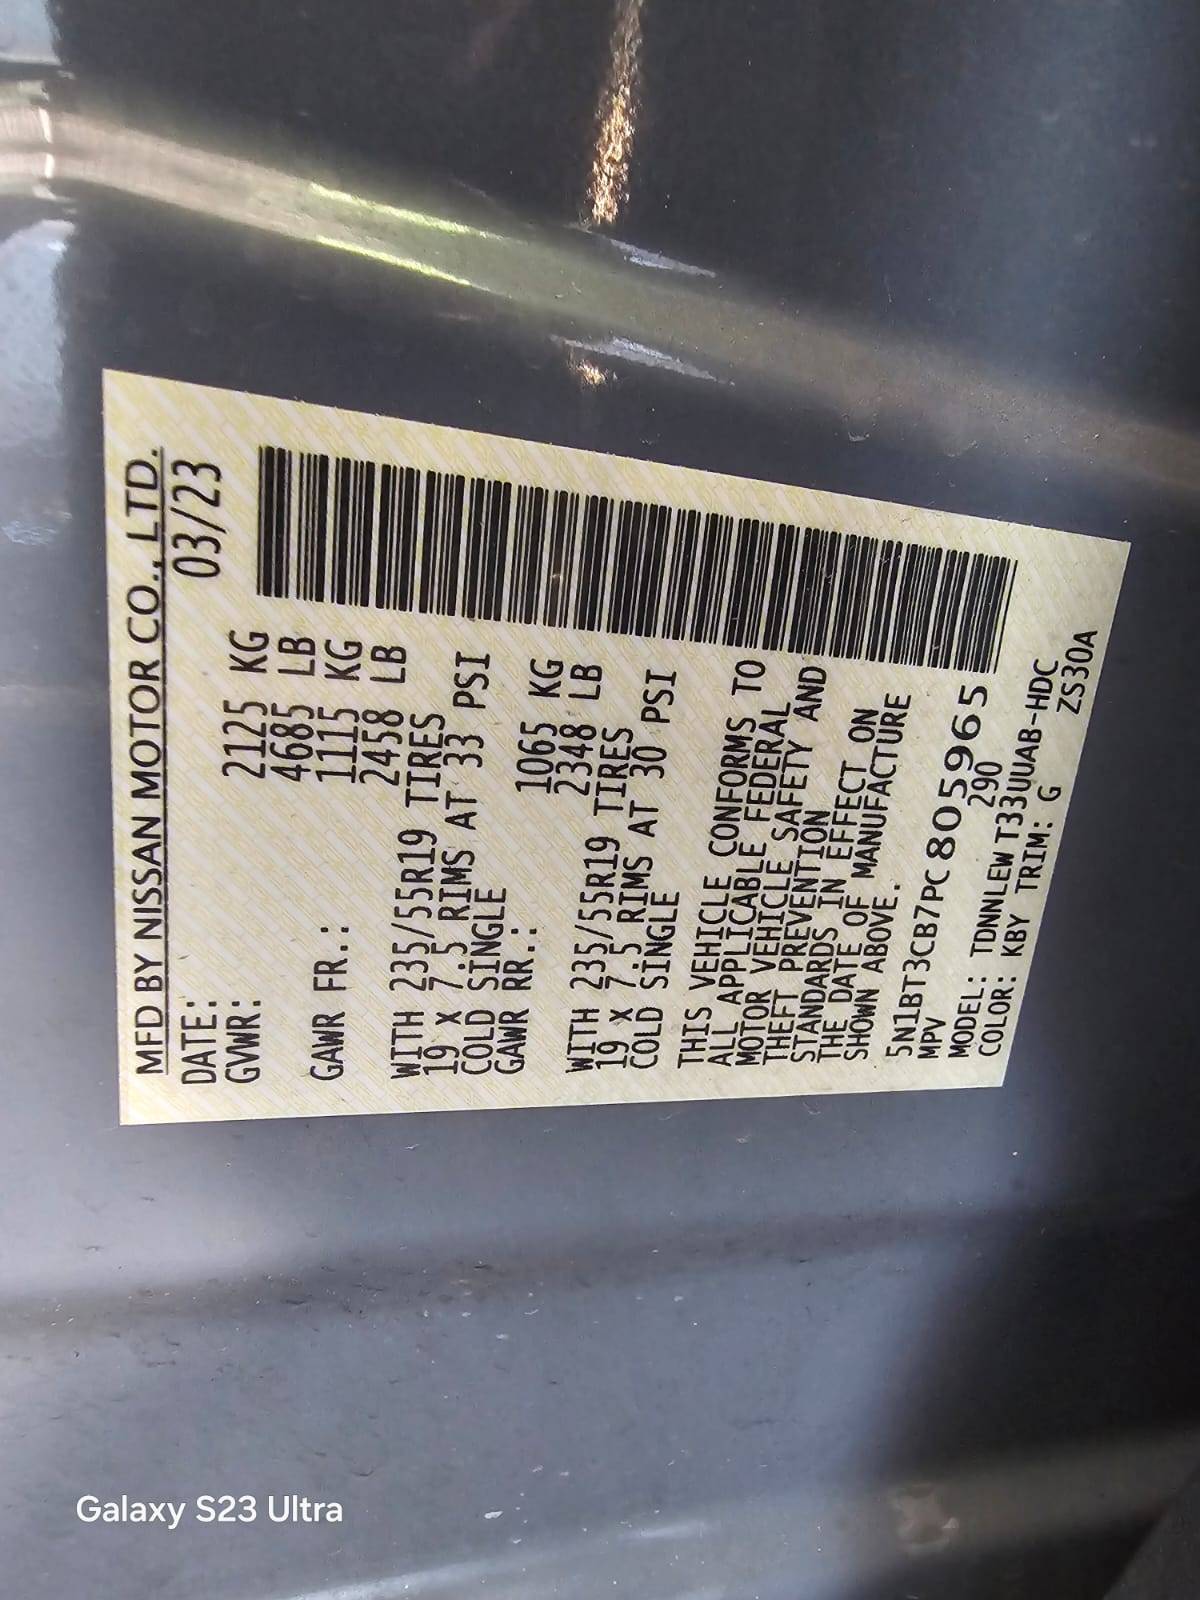 MFD BY NISSAN MOTOR CO., LTD.
DATE: 03/23
GVWR: 2125 KG
4685 LB
GAWR FR.: 1115 KG
2458 LB
WITH 235/55R19 TIRES
19 X 7.5 RIMS AT 33 PSI
COLD SINGLE
GAWR RR.: 1065 KG
2348 LB
WITH 235/55R19 TIRES
19 X 7.5 RIMS AT 30 PSI
COLD SINGLE
THIS VEHICLE CONFORMS TO
ALL APPLICABLE FEDERAL
MOTOR VEHICLE SAFETY AND
THEFT PREVENTION
STANDARDS IN EFFECT ON
THE DATE OF MANUFACTURE
SHOWN ABOVE.
5N1BT3CB7PC805965
MPV 290
MODEL: TDNNLEW T33UUAB-HDC
COLOR: KBY TRIM: G ZS30A
Galaxy S23 Ultra